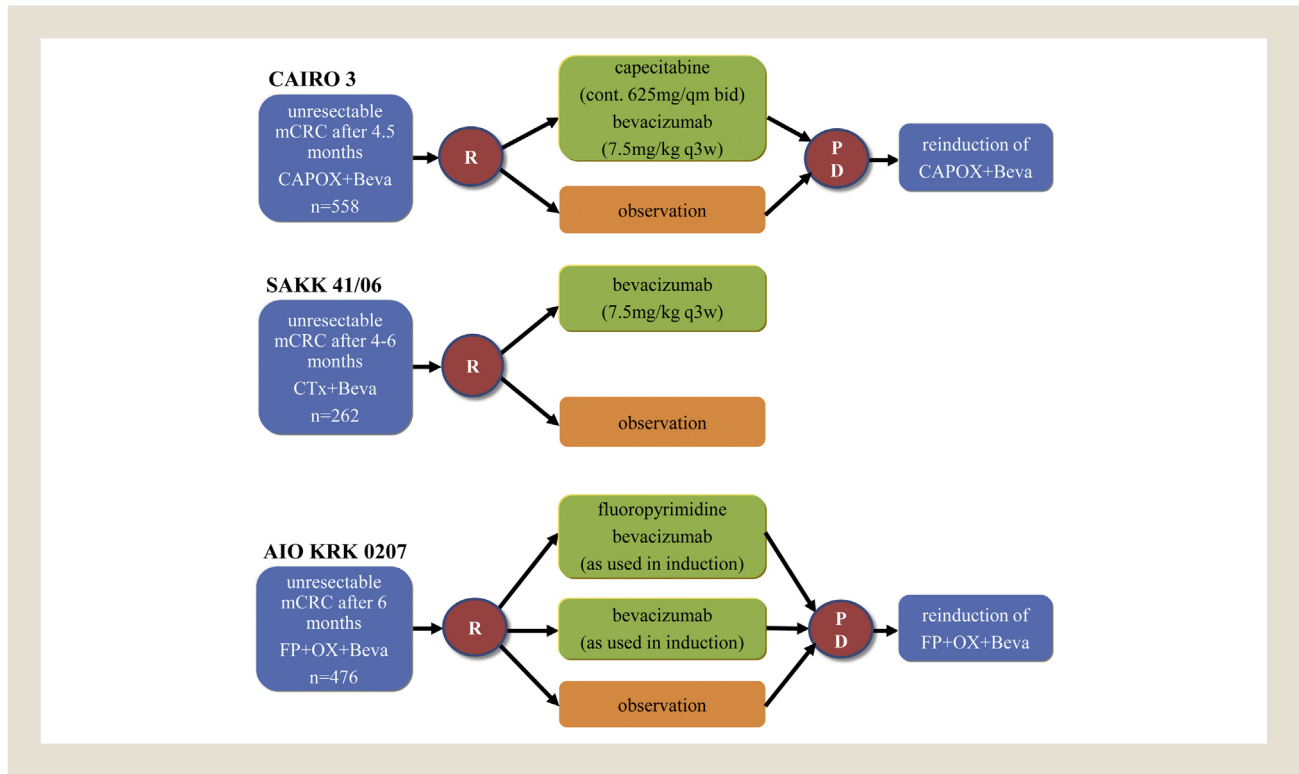 CAIRO 3
unresectable
mCRC after 4.5
months
CAPOX+Beva
n=558
R
capecitabine
(cont. 625mg/qm bid)
bevacizumab
(7.5mg/kg q3w)
observation
P
D
reinduction of
CAPOX+Beva
SAKK 41/06
unresectable
mCRC after 4-6
months
CTx+Beva
n=262
R
bevacizumab
(7.5mg/kg q3w)
observation
AIO KRK 0207
unresectable
mCRC after 6
months
FP+OX+Beva
n=476
R
fluoropyrimidine
bevacizumab
(as used in induction)
bevacizumab
(as used in induction)
observation
P
D
reinduction of
FP+OX+Beva